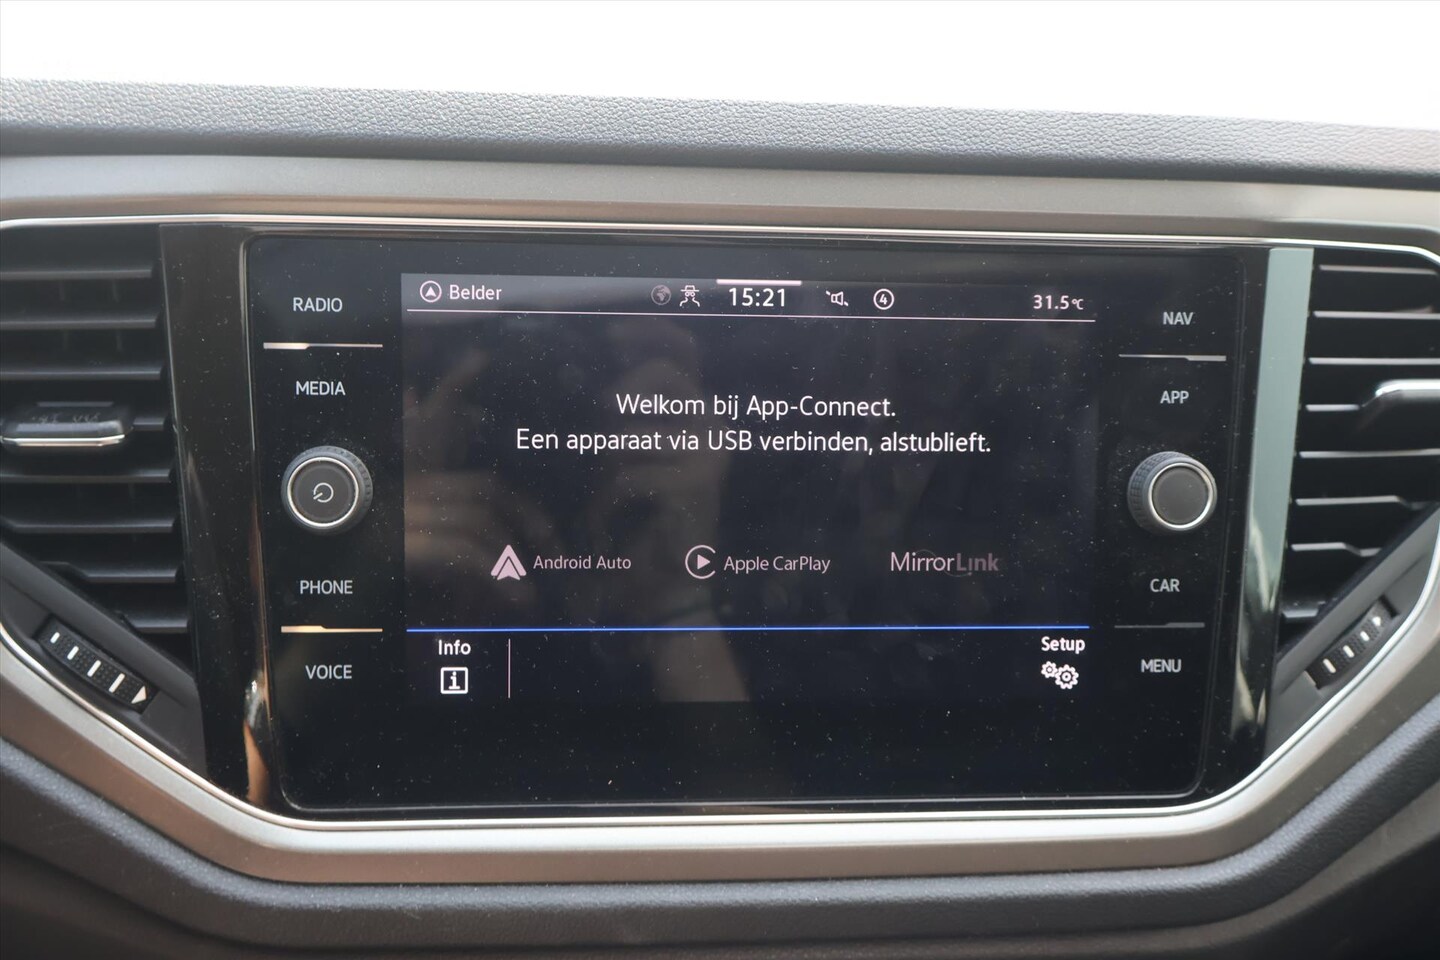 RADIO
MEDIA
PHONE
VOICE
Belder
15:21
4
31.5°C
Welkom bij App-Connect.
Een apparaat via USB verbinden, alstublieft.
Android Auto
Apple CarPlay
MirrorLink
Info
Setup
NAV
APP
CAR
MENU